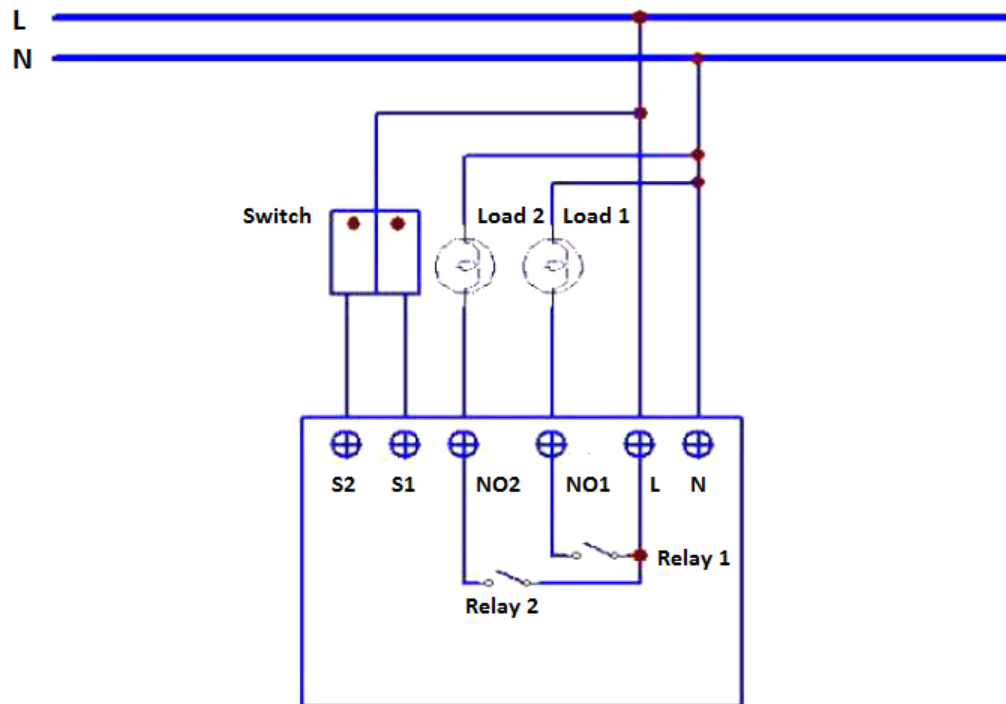 L
N
Switch
Load 2 Load 1
S2 S1 NO2 NO1 L N
Relay 1
Relay 2